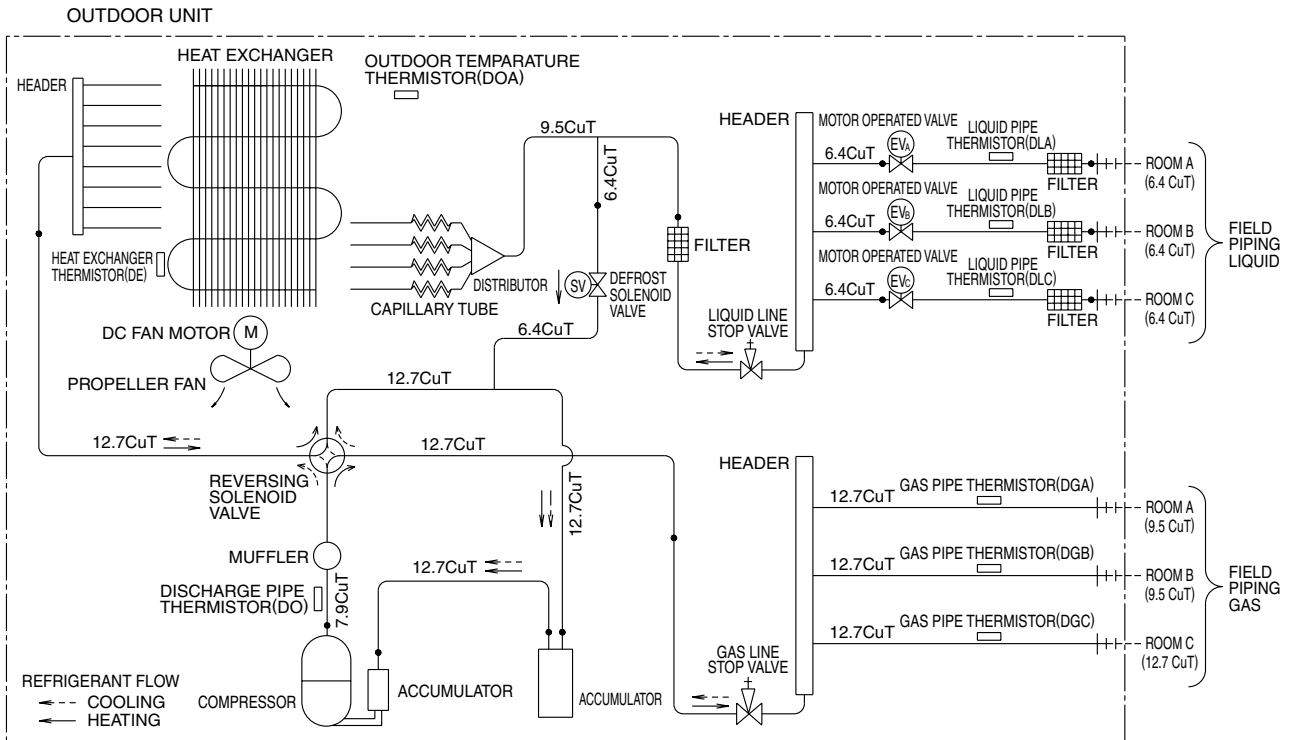 OUTDOOR UNIT
HEAT EXCHANGER
HEADER
OUTDOOR TEMPARATURE
THERMISTOR(DOA)
9.5CuT
6.4CuT
HEADER
MOTOR OPERATED VALVE
6.4CuT
EVA
LIQUID PIPE
THERMISTOR(DLA)
FILTER
ROOM A
(6.4 CuT)
MOTOR OPERATED VALVE
6.4CuT
EVB
LIQUID PIPE
THERMISTOR(DLB)
FILTER
ROOM B
(6.4 CuT)
MOTOR OPERATED VALVE
6.4CuT
EVC
LIQUID PIPE
THERMISTOR(DLC)
FILTER
ROOM C
(6.4 CuT)
FIELD
PIPING
LIQUID
HEAT EXCHANGER
THERMISTOR(DE)
DISTRIBUTOR
CAPILLARY TUBE
SV
DEFROST
SOLENOID
VALVE
FILTER
LIQUID LINE
STOP VALVE
6.4CuT
DC FAN MOTOR
M
PROPELLER FAN
12.7CuT
12.7CuT
12.7CuT
REVERSING
SOLENOID
VALVE
12.7CuT
MUFFLER
12.7CuT
DISCHARGE PIPE
THERMISTOR(DO)
7.9CuT
COMPRESSOR
ACCUMULATOR
ACCUMULATOR
REFRIGERANT FLOW
COOLING
HEATING
HEADER
12.7CuT
GAS PIPE THERMISTOR(DGA)
ROOM A
(9.5 CuT)
12.7CuT
GAS PIPE THERMISTOR(DGB)
ROOM B
(9.5 CuT)
12.7CuT
GAS PIPE THERMISTOR(DGC)
ROOM C
(12.7 CuT)
FIELD
PIPING
GAS
GAS LINE
STOP VALVE